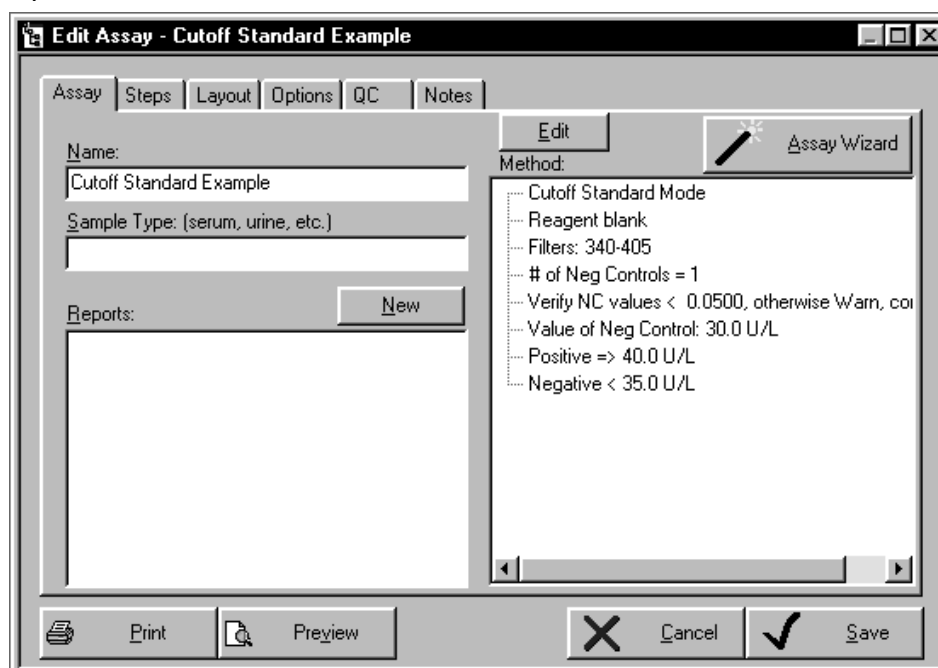 Edit Assay - Cutoff Standard Example
Assay Steps Layout Options QC Notes
Name:
Cutoff Standard Example
Sample Type: (serum, urine, etc.)
Reports:
New
Edit
Assay Wizard
Method:
Cutoff Standard Mode
Reagent blank
Filters: 340-405
# of Neg Controls = 1
Verify NC values < 0.0500, otherwise Warn,
Value of Neg Control: 30.0 U/L
Positive => 40.0 U/L
Negative < 35.0 U/L
Print Preview Cancel Save